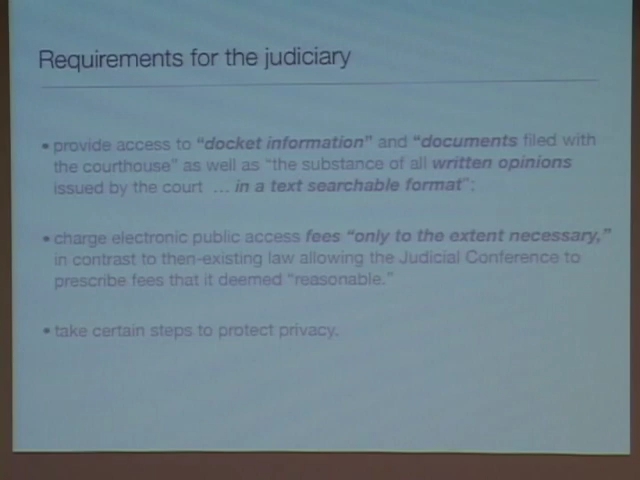 Requirements for the judiciary
• provide access to “docket information” and “documents filed with
the courthouse” as well as “the substance of all written opinions
issued by the court … in a text searchable format”;
• charge electronic public access fees “only to the extent necessary,”
in contrast to then-existing law allowing the Judicial Conference to
prescribe fees that it deemed “reasonable.”
• take certain steps to protect privacy.